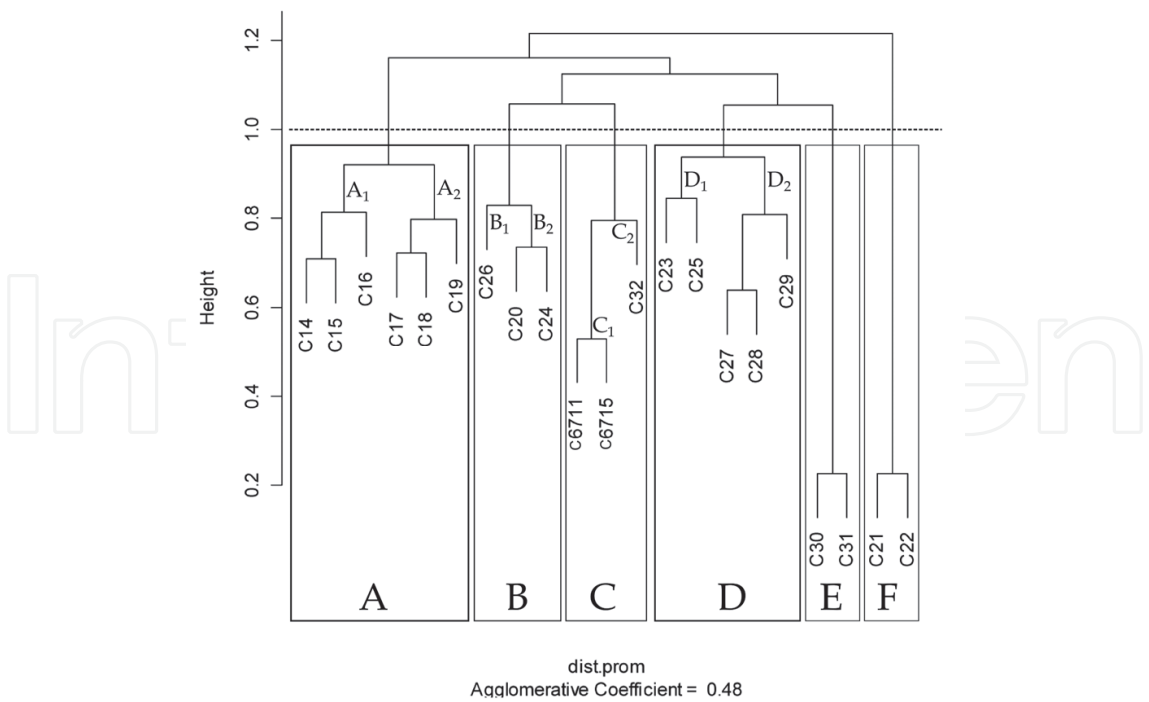 1.2
1.0
0.8
0.6
0.4
0.2
Height
A1 A2
B1 B2
C2
C1
D1 D2
C14 C15 C16 C17 C18 C19
C26 C20 C24
C6711 C6715 C32
C23 C25 C27 C28 C29
C30 C31
C21 C22
A B C D E F
dist.prom
Agglomerative Coefficient = 0.48